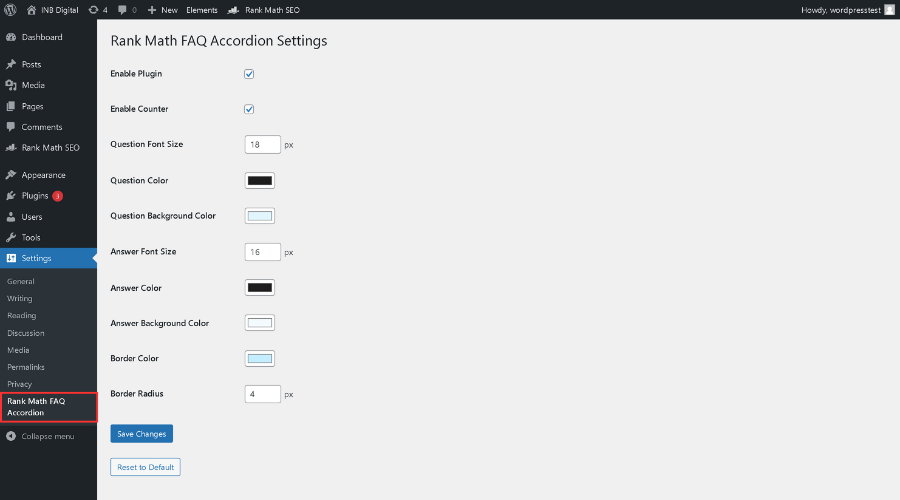 INB Digital 4 0 New Elements Rank Math SEO Howdy, wordpresstest
Dashboard
Posts
Media
Pages
Comments
Rank Math SEO
Appearance
Plugins 3
Users
Tools
Settings
General
Writing
Reading
Discussion
Media
Permalinks
Privacy
Rank Math FAQ
Accordion
Collapse menu
Rank Math FAQ Accordion Settings
Enable Plugin
Enable Counter
Question Font Size 18 px
Question Color
Question Background Color
Answer Font Size 16 px
Answer Color
Answer Background Color
Border Color
Border Radius 4 px
Save Changes
Reset to Default